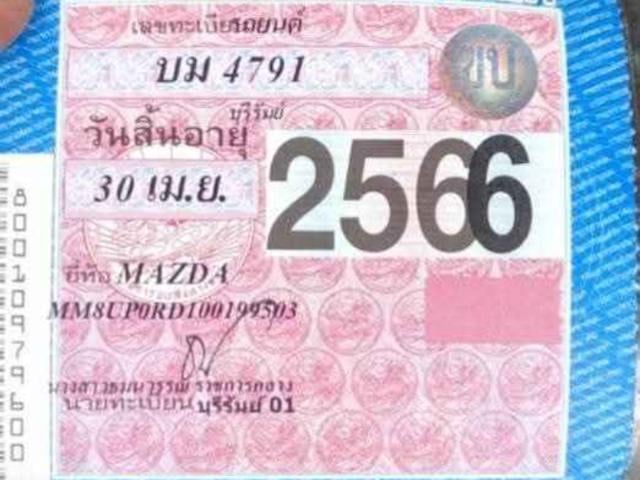 เลขทะเบียนรถยนต์
บม 4791
ขบ
บุรีรัมย์
วันสิ้นอายุ
30 เม.ย.
2566
ยี่ห้อ MAZDA
MM8UP0RD100199503
นายทะเบียน บุรีรัมย์ 01
80010979600